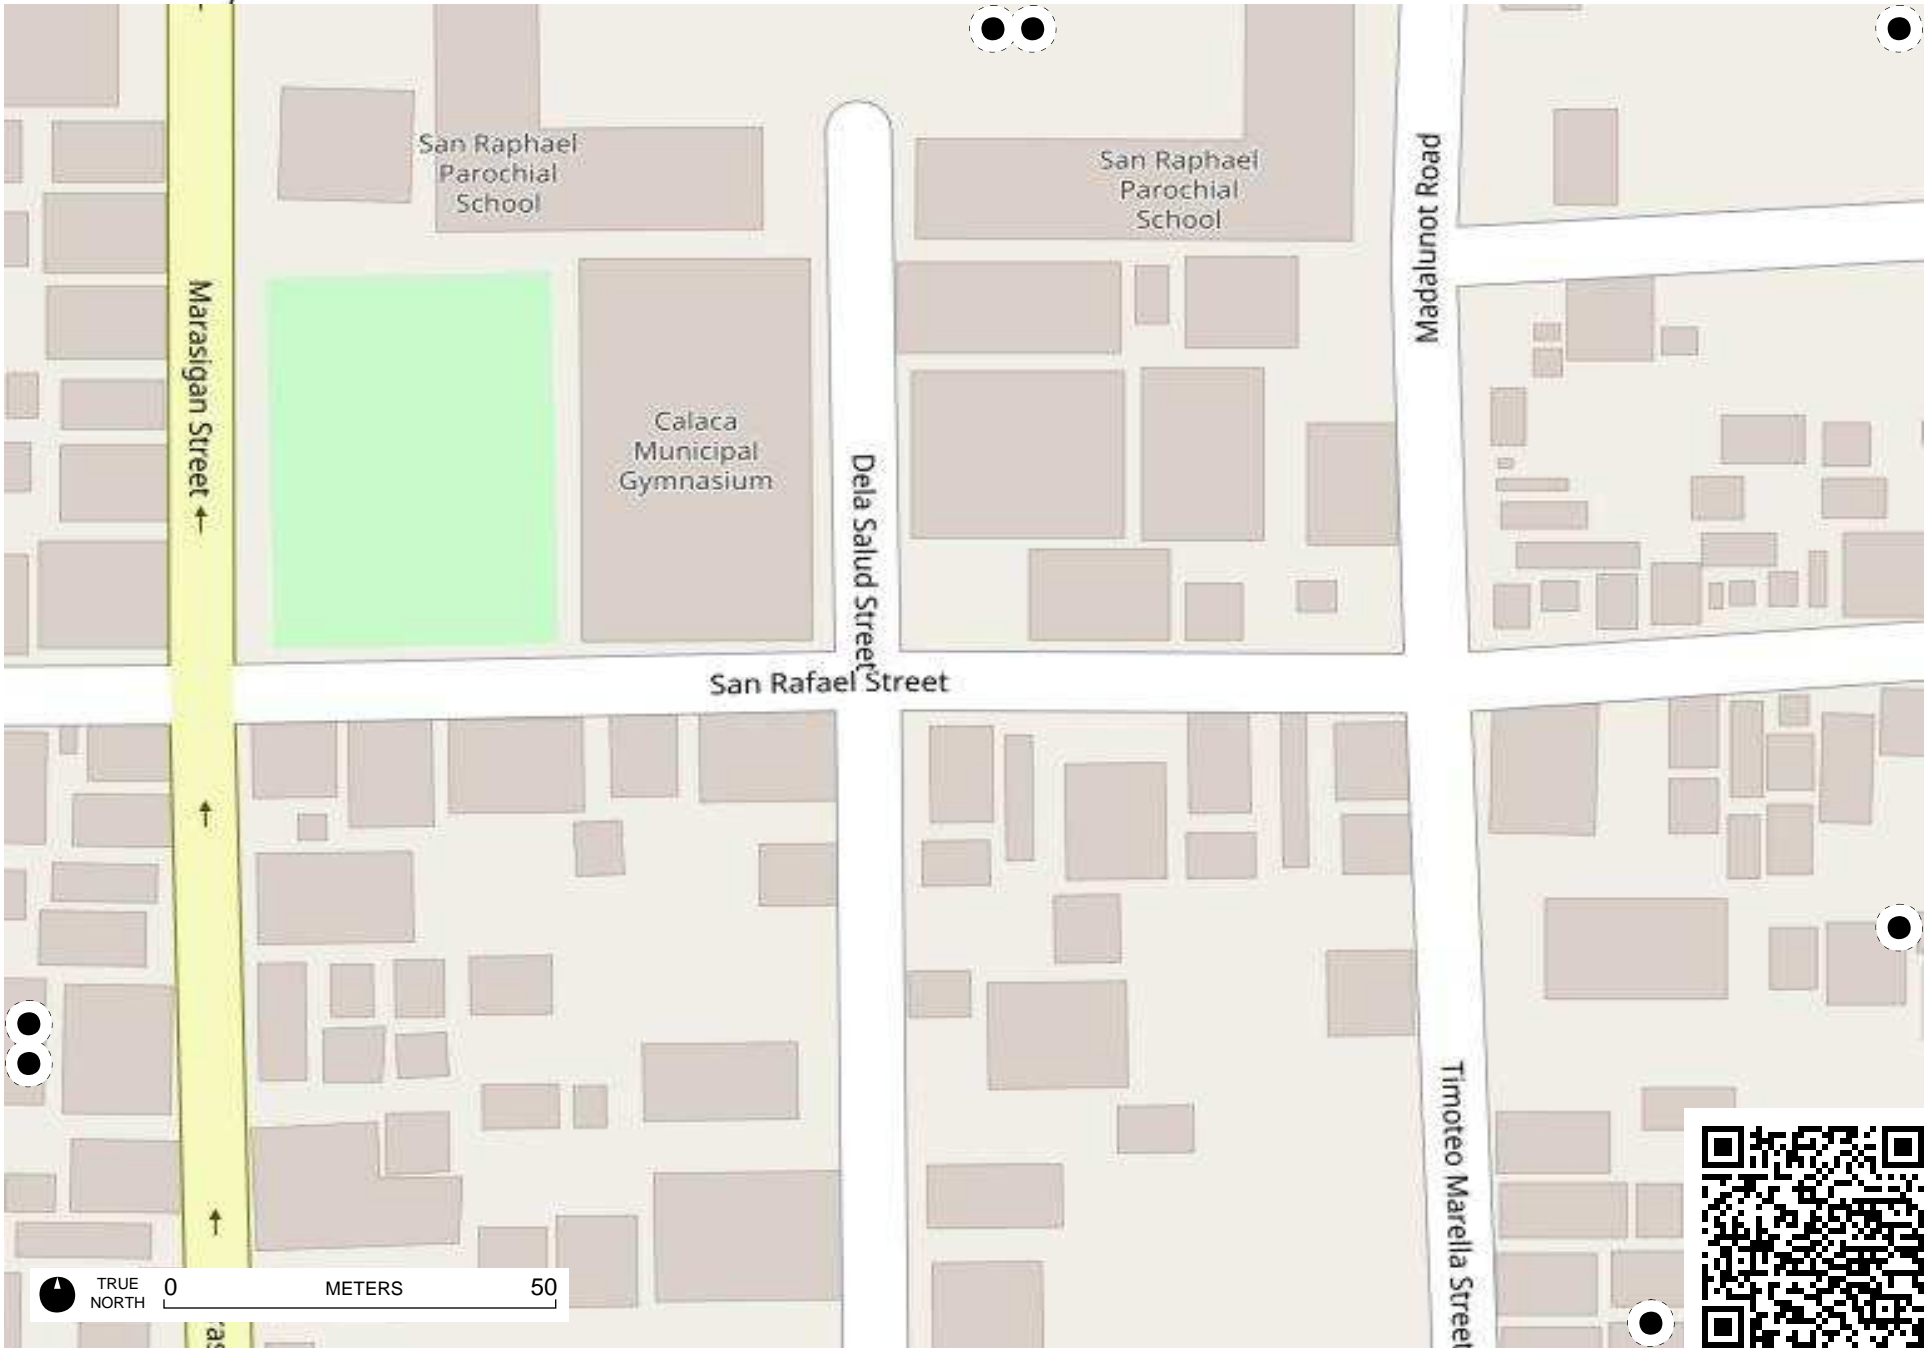 San Raphael
Parochial
School
San Raphael
Parochial
School
Mapalunot Road
Marasigan Street
Calaca
Municipal
Gymnasium
Dela Salud Street
San Rafael Street
Timoteo Marella Street
TRUE
NORTH
0 METERS 50